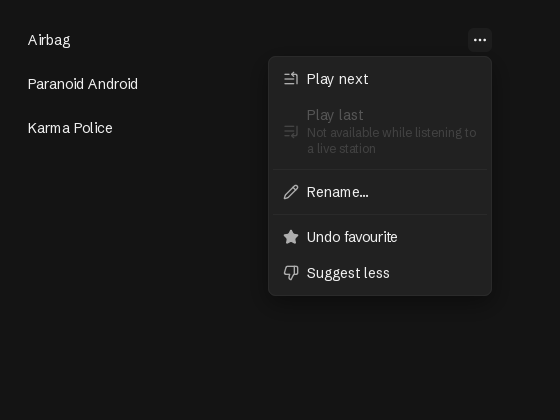 Airbag
Paranoid Android
Karma Police
Play next
Play last
Not available while listening to
a live station
Rename...
Undo favourite
Suggest less